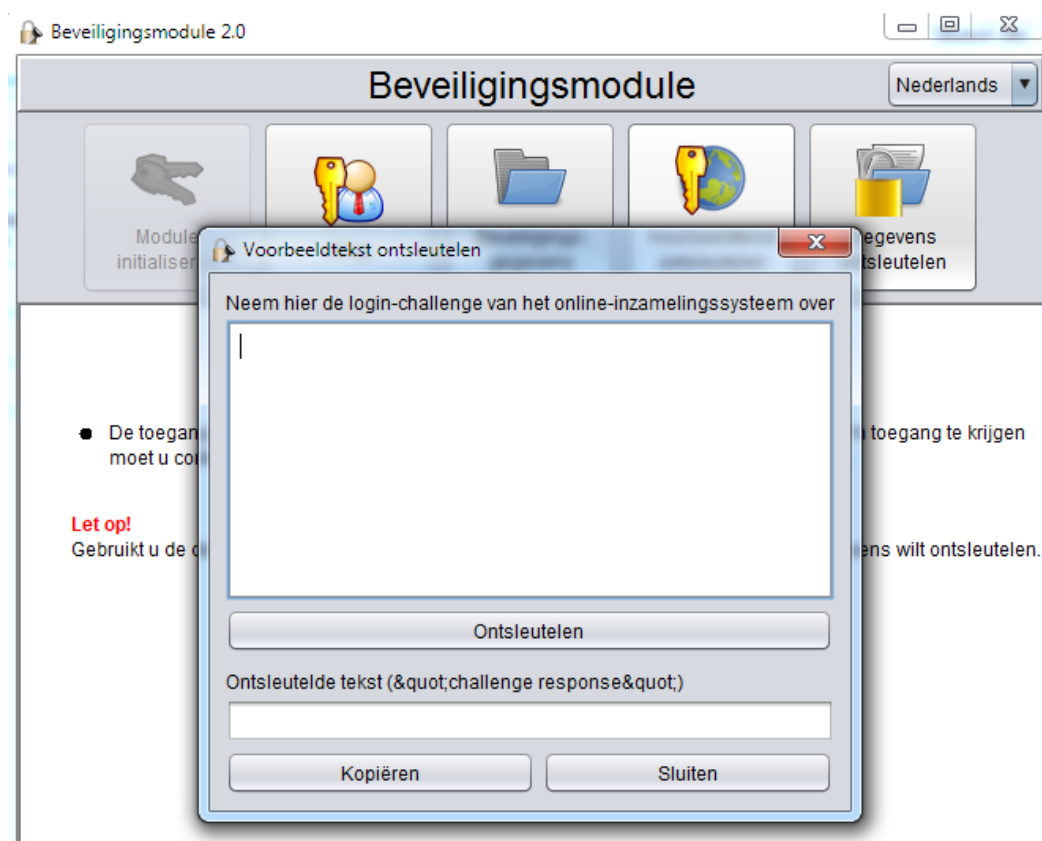 Beveiligingsmodule 2.0
Beveiligingsmodule
Nederlands
Module
initialiser
egevens
tsleutelen
Voorbeeldtekst ontsleutelen
Neem hier de login-challenge van het online-inzamelingssysteem over
De toegan
toegang te krijgen
moet u co
Let op!
Gebruikt u de
ens wilt ontsleutelen.
Ontsleutelen
Ontsleutelde tekst (&quot;challenge response&quot;)
Kopiëren
Sluiten